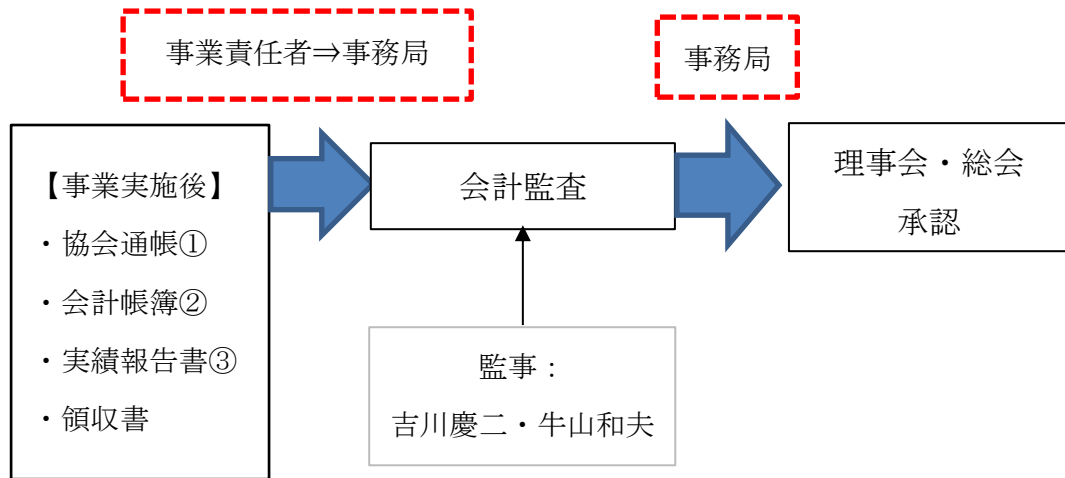 事業責任者⇒事務局
事務局
【事業実施後】
・協会通帳①
・会計帳簿②
・実績報告書③
・領収書
会計監査
監事：
吉川慶二・牛山和夫
理事会・総会
承認